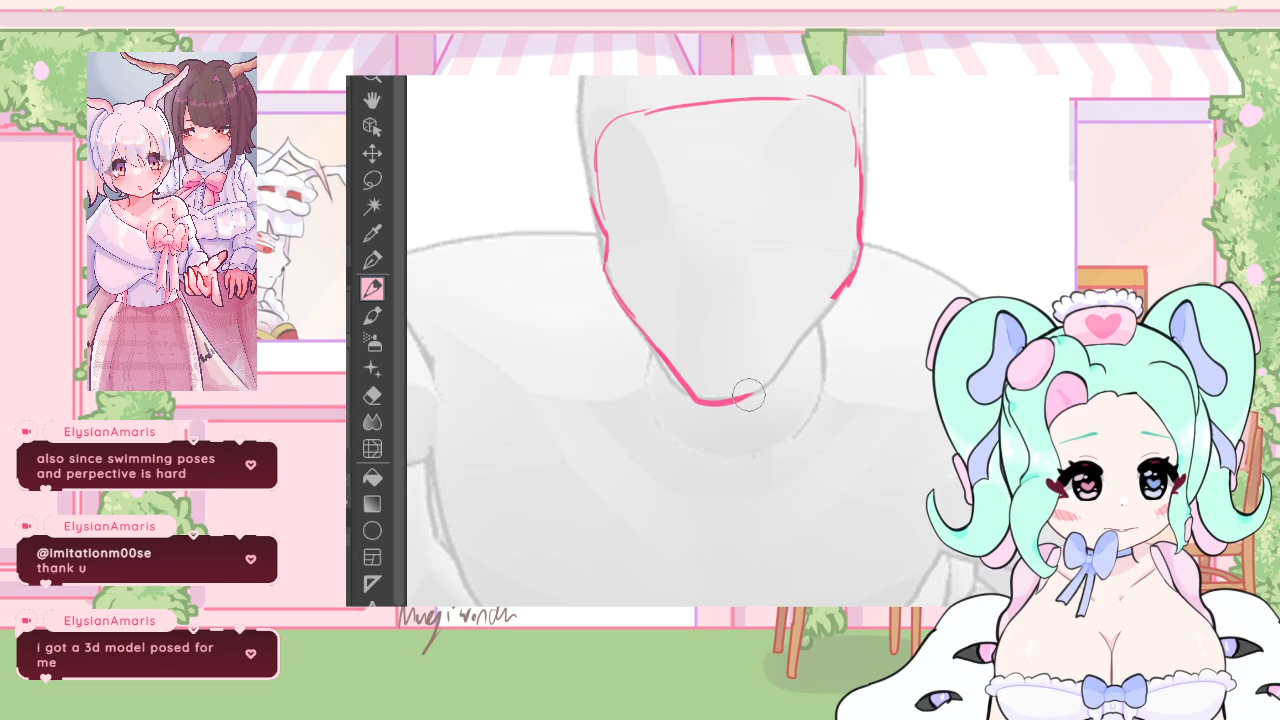 ElysianAmaris
also since swimming poses
and perpective is hard
ElysianAmaris
@imitationm00se
thank u
ElysianAmaris
i got a 3d model posed for
me